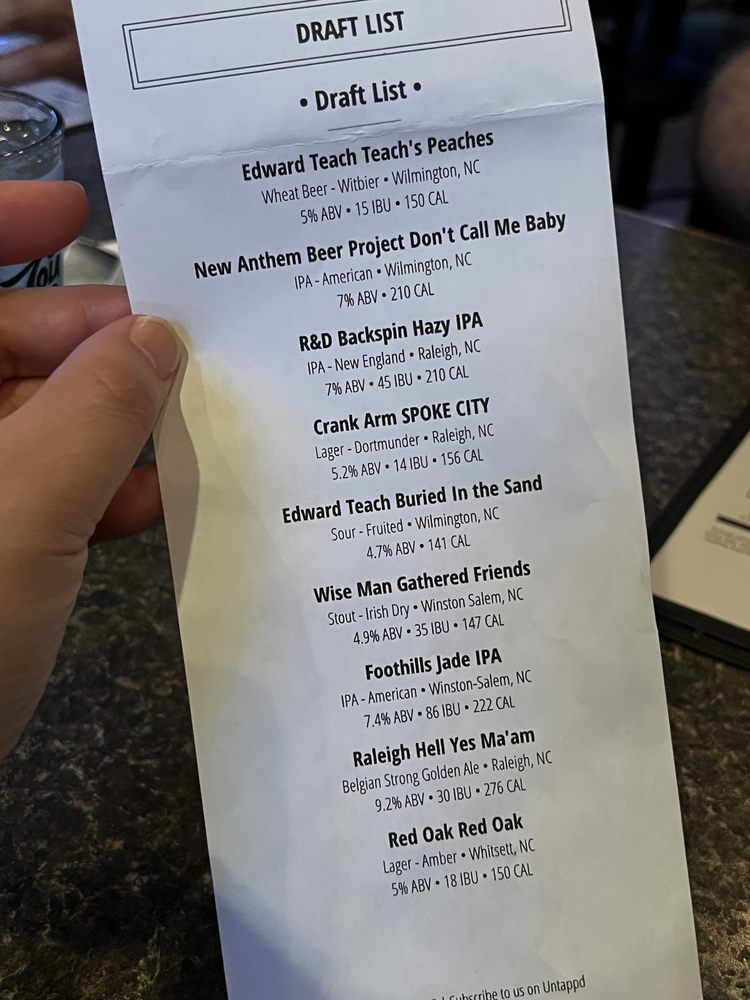 DRAFT LIST
• Draft List •
Edward Teach Teach's Peaches
Wheat Beer - Witbier • Wilmington, NC
5% ABV • 15 IBU • 150 CAL
New Anthem Beer Project Don't Call Me Baby
IPA - American • Wilmington, NC
7% ABV • 210 CAL
R&D Backspin Hazy IPA
IPA - New England • Raleigh, NC
7% ABV • 45 IBU • 210 CAL
Crank Arm SPOKE CITY
Lager - Dortmunder • Raleigh, NC
5.2% ABV • 14 IBU • 156 CAL
Edward Teach Buried In the Sand
Sour - Fruited • Wilmington, NC
4.7% ABV • 141 CAL
Wise Man Gathered Friends
Stout - Irish Dry • Winston Salem, NC
4.9% ABV • 35 IBU • 147 CAL
Foothills Jade IPA
IPA - American • Winston-Salem, NC
7.4% ABV • 86 IBU • 222 CAL
Raleigh Hell Yes Ma'am
Belgian Strong Golden Ale • Raleigh, NC
9.2% ABV • 30 IBU • 276 CAL
Red Oak Red Oak
Lager - Amber • Whitsett, NC
5% ABV • 18 IBU • 150 CAL
Subscribe to us on Untappd